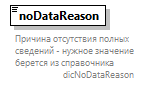 noDataReason
Причина отсутствия полных
сведений - нужное значение
берется из справочника
dicNoDataReason